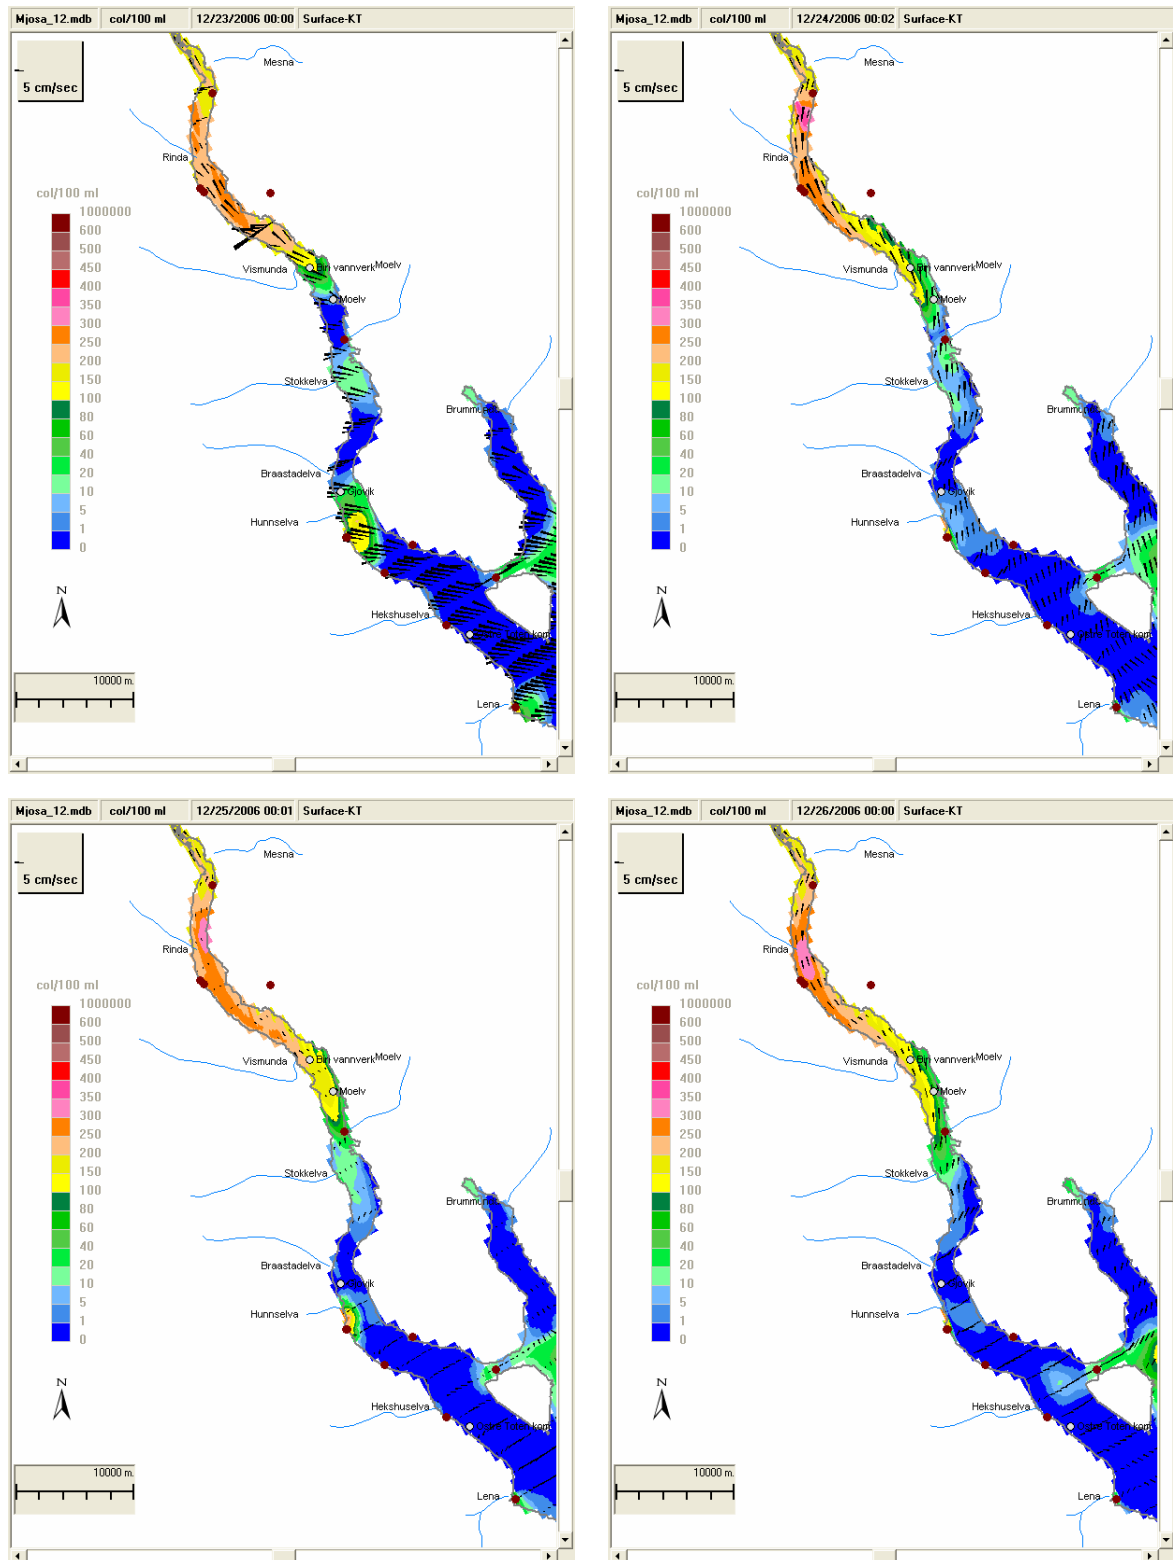 Mjosa_12.mdb col/100 ml 12/23/2006 00:00 Surface-KT
5 cm/sec
Mesna
Rinda
col/100 ml
1000000
600
500
450
400
350
300
250
200
150
100
80
60
40
20
10
5
1
0
Vismunda
Biri vannverk
Moelv
Moelv
Stokkelva
Braastadelva
Gjovik
Hunnselva
N
Hekshuselva
10000 m.
Lena
Mjosa_12.mdb col/100 ml 12/24/2006 00:02 Surface-KT
5 cm/sec
Mesna
Rinda
col/100 ml
1000000
600
500
450
400
350
300
250
200
150
100
80
60
40
20
10
5
1
0
Vismunda
Biri vannverk
Moelv
Moelv
Stokkelva
Braastadelva
Gjovik
Hunnselva
N
Hekshuselva
10000 m.
Lena
Mjosa_12.mdb col/100 ml 12/25/2006 00:01 Surface-KT
5 cm/sec
Mesna
Rinda
col/100 ml
1000000
600
500
450
400
350
300
250
200
150
100
80
60
40
20
10
5
1
0
Vismunda
Biri vannverk
Moelv
Moelv
Stokkelva
Braastadelva
Gjovik
Hunnselva
N
Hekshuselva
10000 m.
Lena
Mjosa_12.mdb col/100 ml 12/26/2006 00:00 Surface-KT
5 cm/sec
Mesna
Rinda
col/100 ml
1000000
600
500
450
400
350
300
250
200
150
100
80
60
40
20
10
5
1
0
Vismunda
Biri vannverk
Moelv
Moelv
Stokkelva
Braastadelva
Gjovik
Hunnselva
N
Hekshuselva
10000 m.
Lena